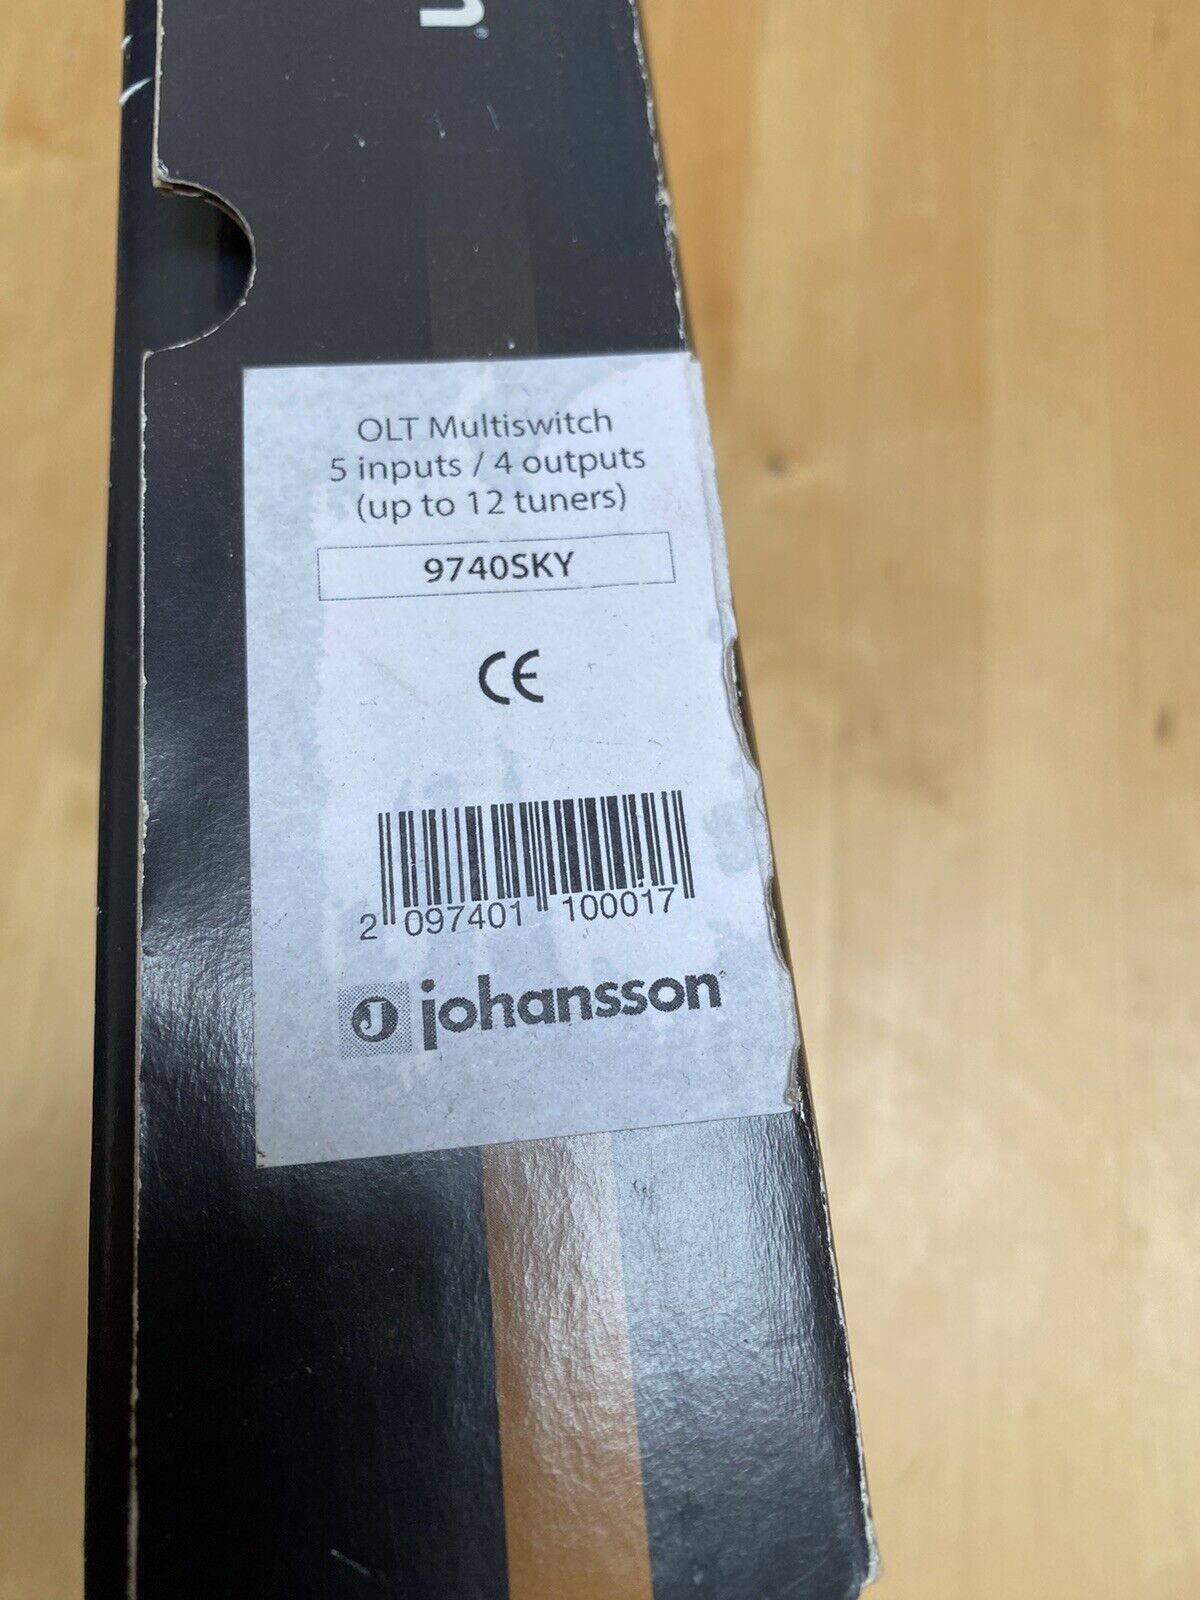 n
OLT Multiswitch
5 inputs / 4 outputs
(up to 12 tuners)
9740SKY
CE
2 097401 100017
J johansson